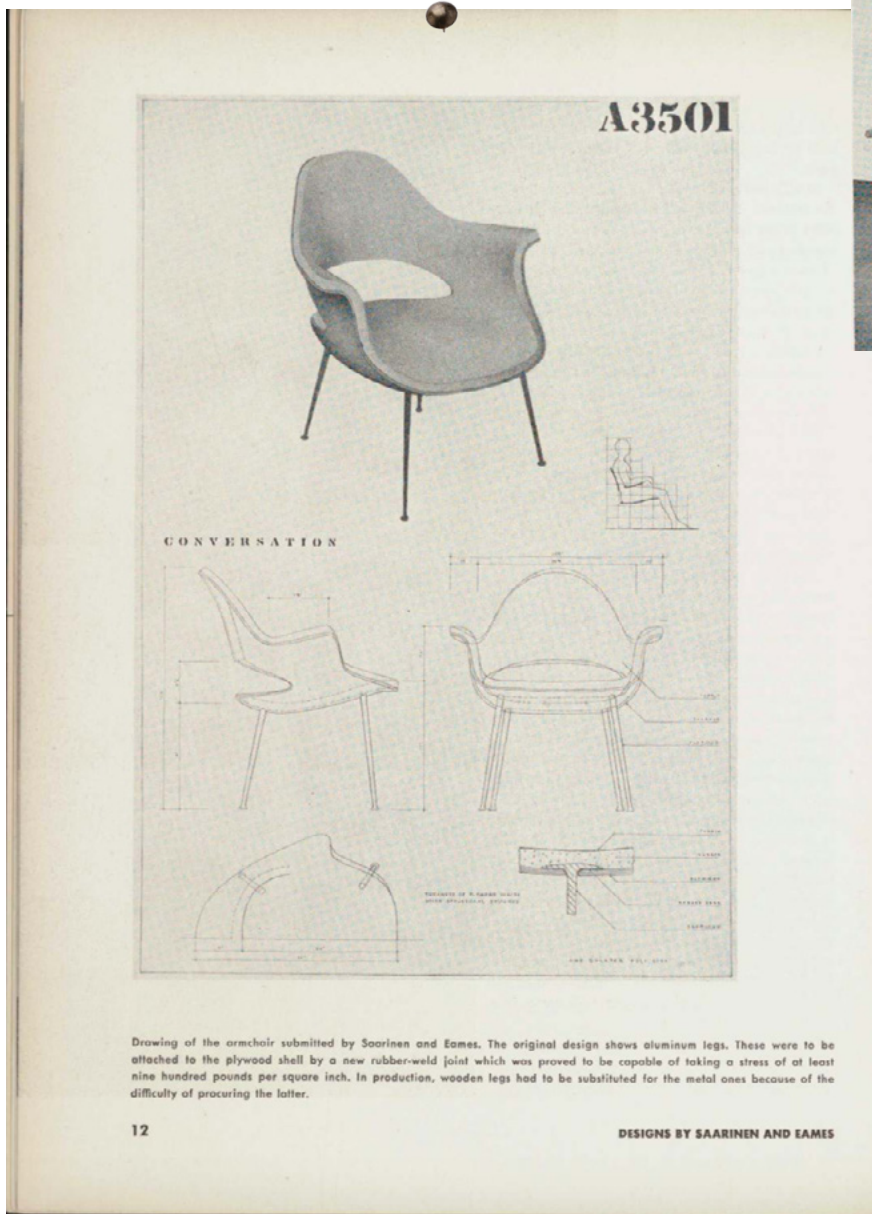 A3501
CONVERSATION
Drawing of the armchair submitted by Saarinen and Eames. The original design shows aluminum legs. These were to be
attached to the plywood shell by a new rubber-weld joint which was proved to be capable of taking a stress of at least
nine hundred pounds per square inch. In production, wooden legs had to be substituted for the metal ones because of the
difficulty of procuring the latter.
12
DESIGNS BY SAARINEN AND EAMES